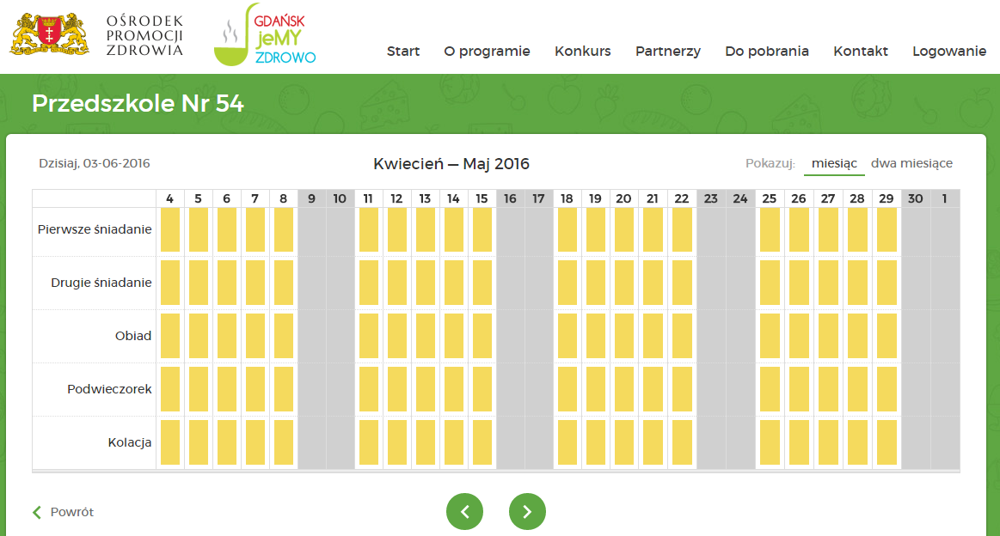 OŚRODEK
PROMOCJI
ZDROWIA
GDAŃSK
jeMY
ZDROWO
Start O programie Konkurs Partnerzy Do pobrania Kontakt Logowanie
Przedszkole Nr 54
Dzisiaj, 03-06-2016 Kwiecień — Maj 2016 Pokazuj: miesiąc dwa miesiące
4 5 6 7 8 9 10 11 12 13 14 15 16 17 18 19 20 21 22 23 24 25 26 27 28 29 30 1
Pierwsze śniadanie
Drugie śniadanie
Obiad
Podwieczorek
Kolacja
Powrót